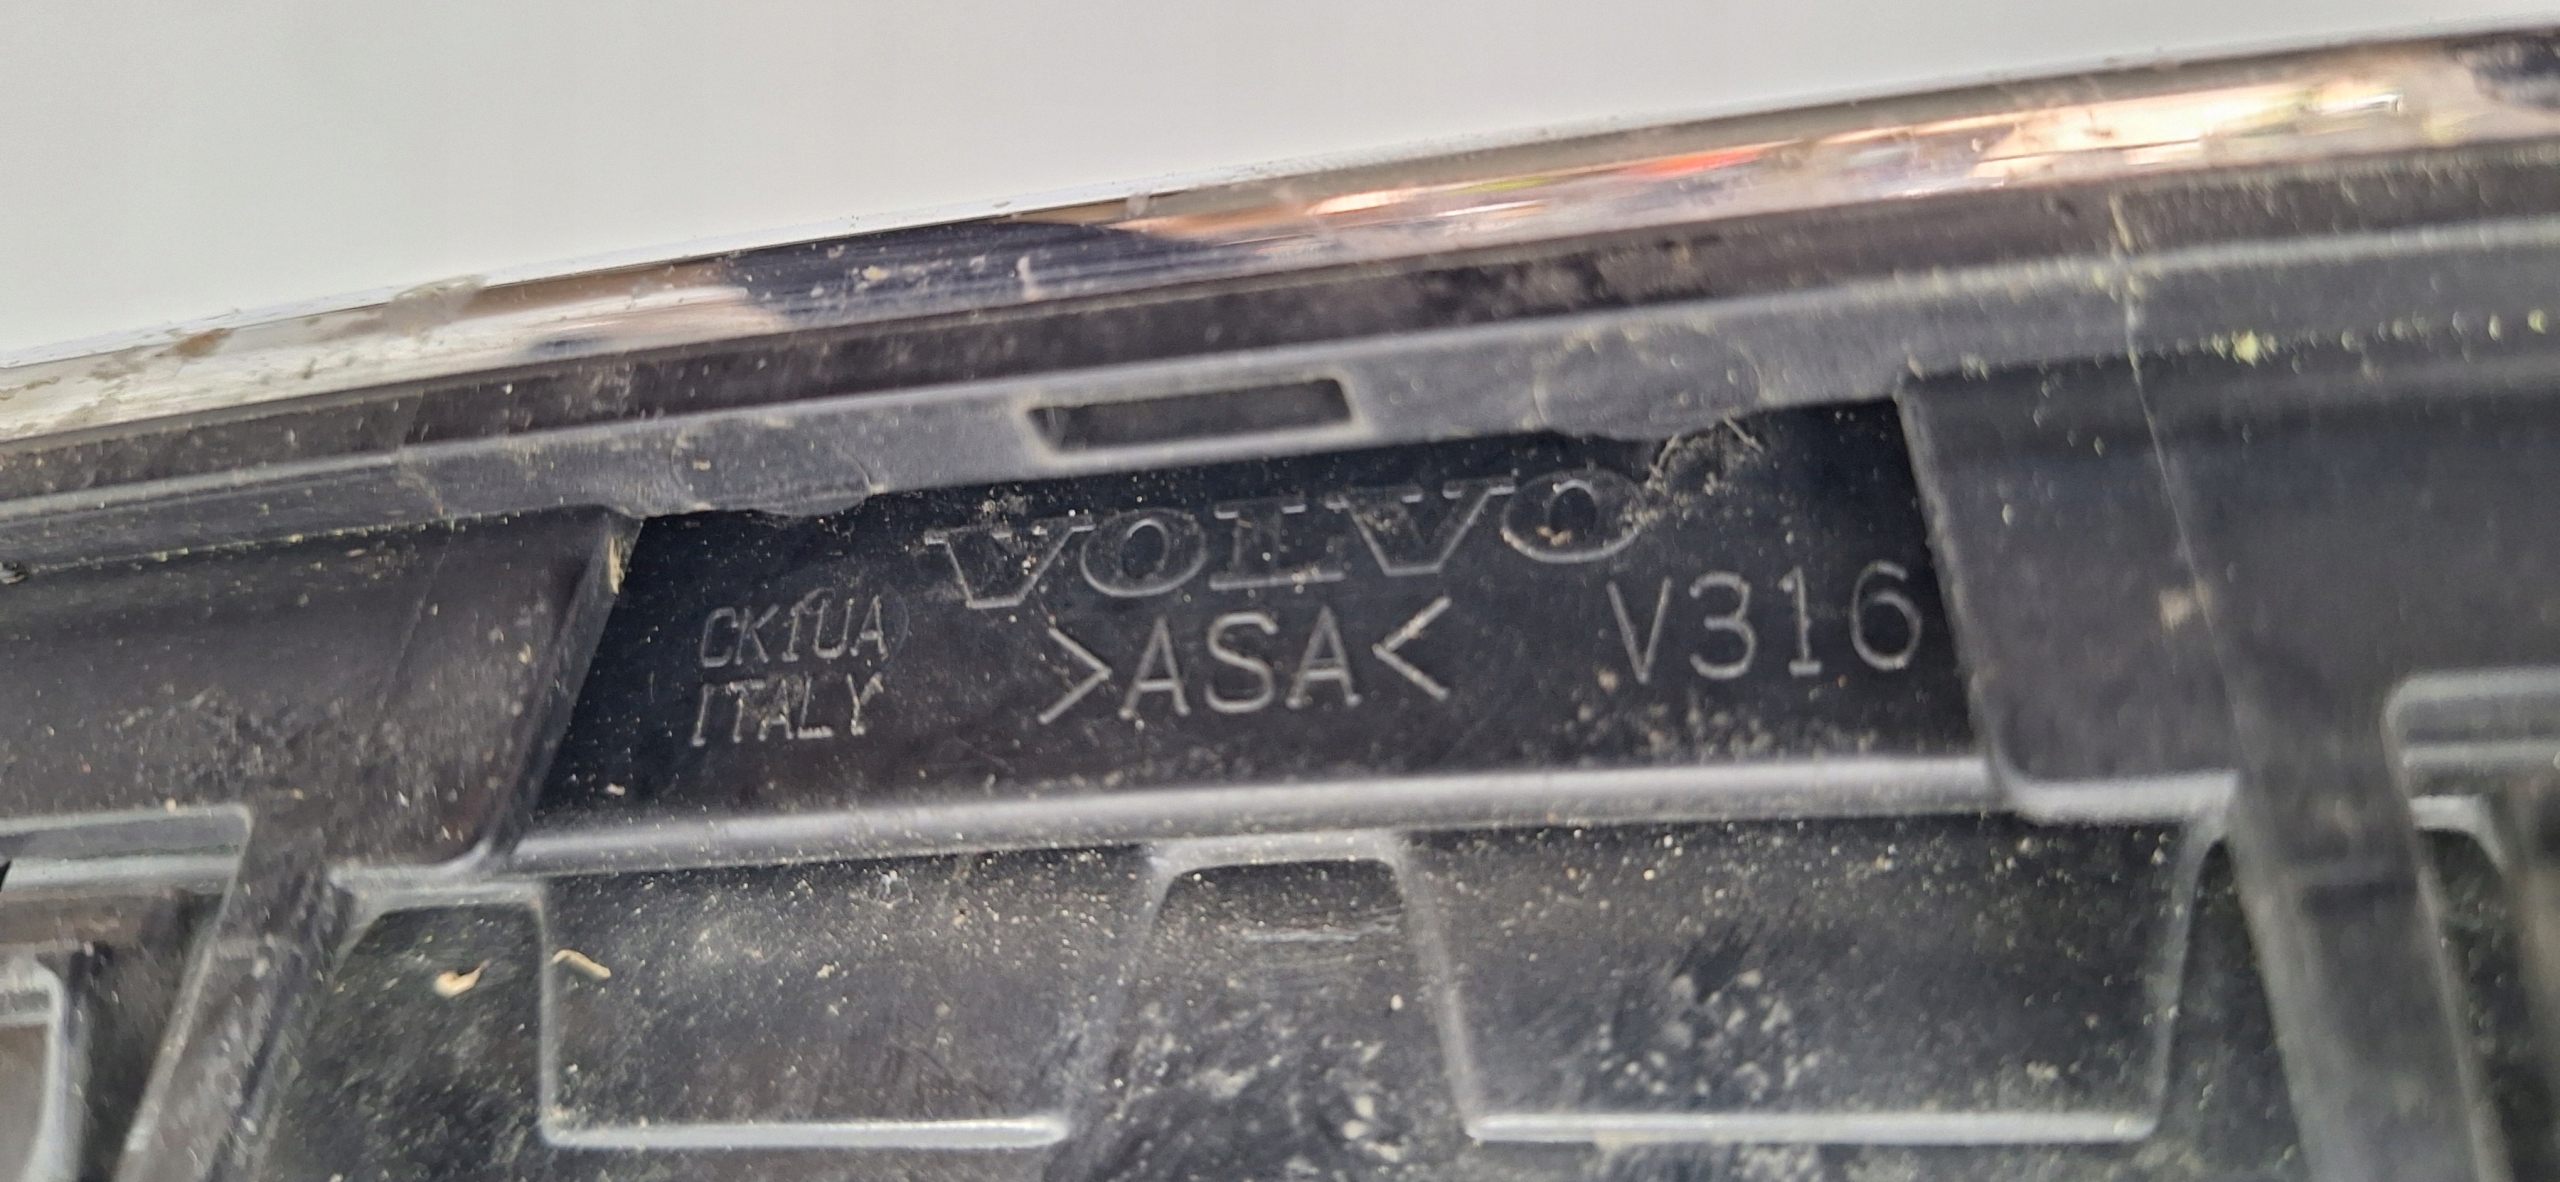 VOLVO
CK1UA
ITALY
>ASA<
V316